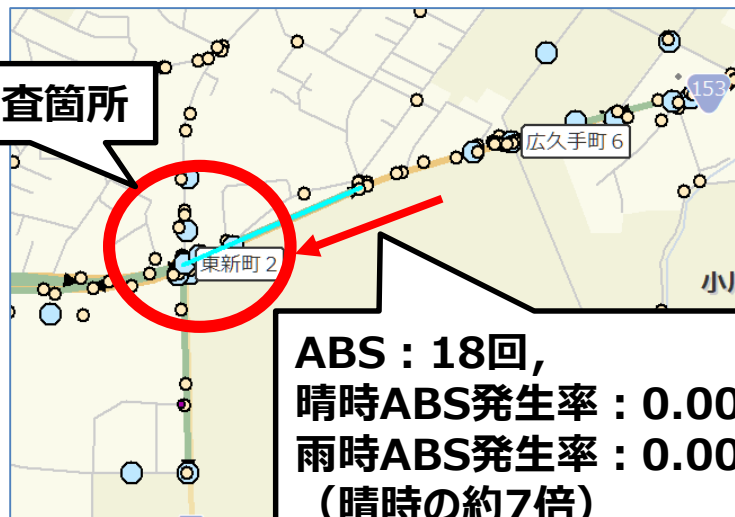 査箇所
153
広久手町6
東新町2
小川
ABS：18回,
晴時ABS発生率：0.00
雨時ABS発生率：0.00
（晴時の約7倍）